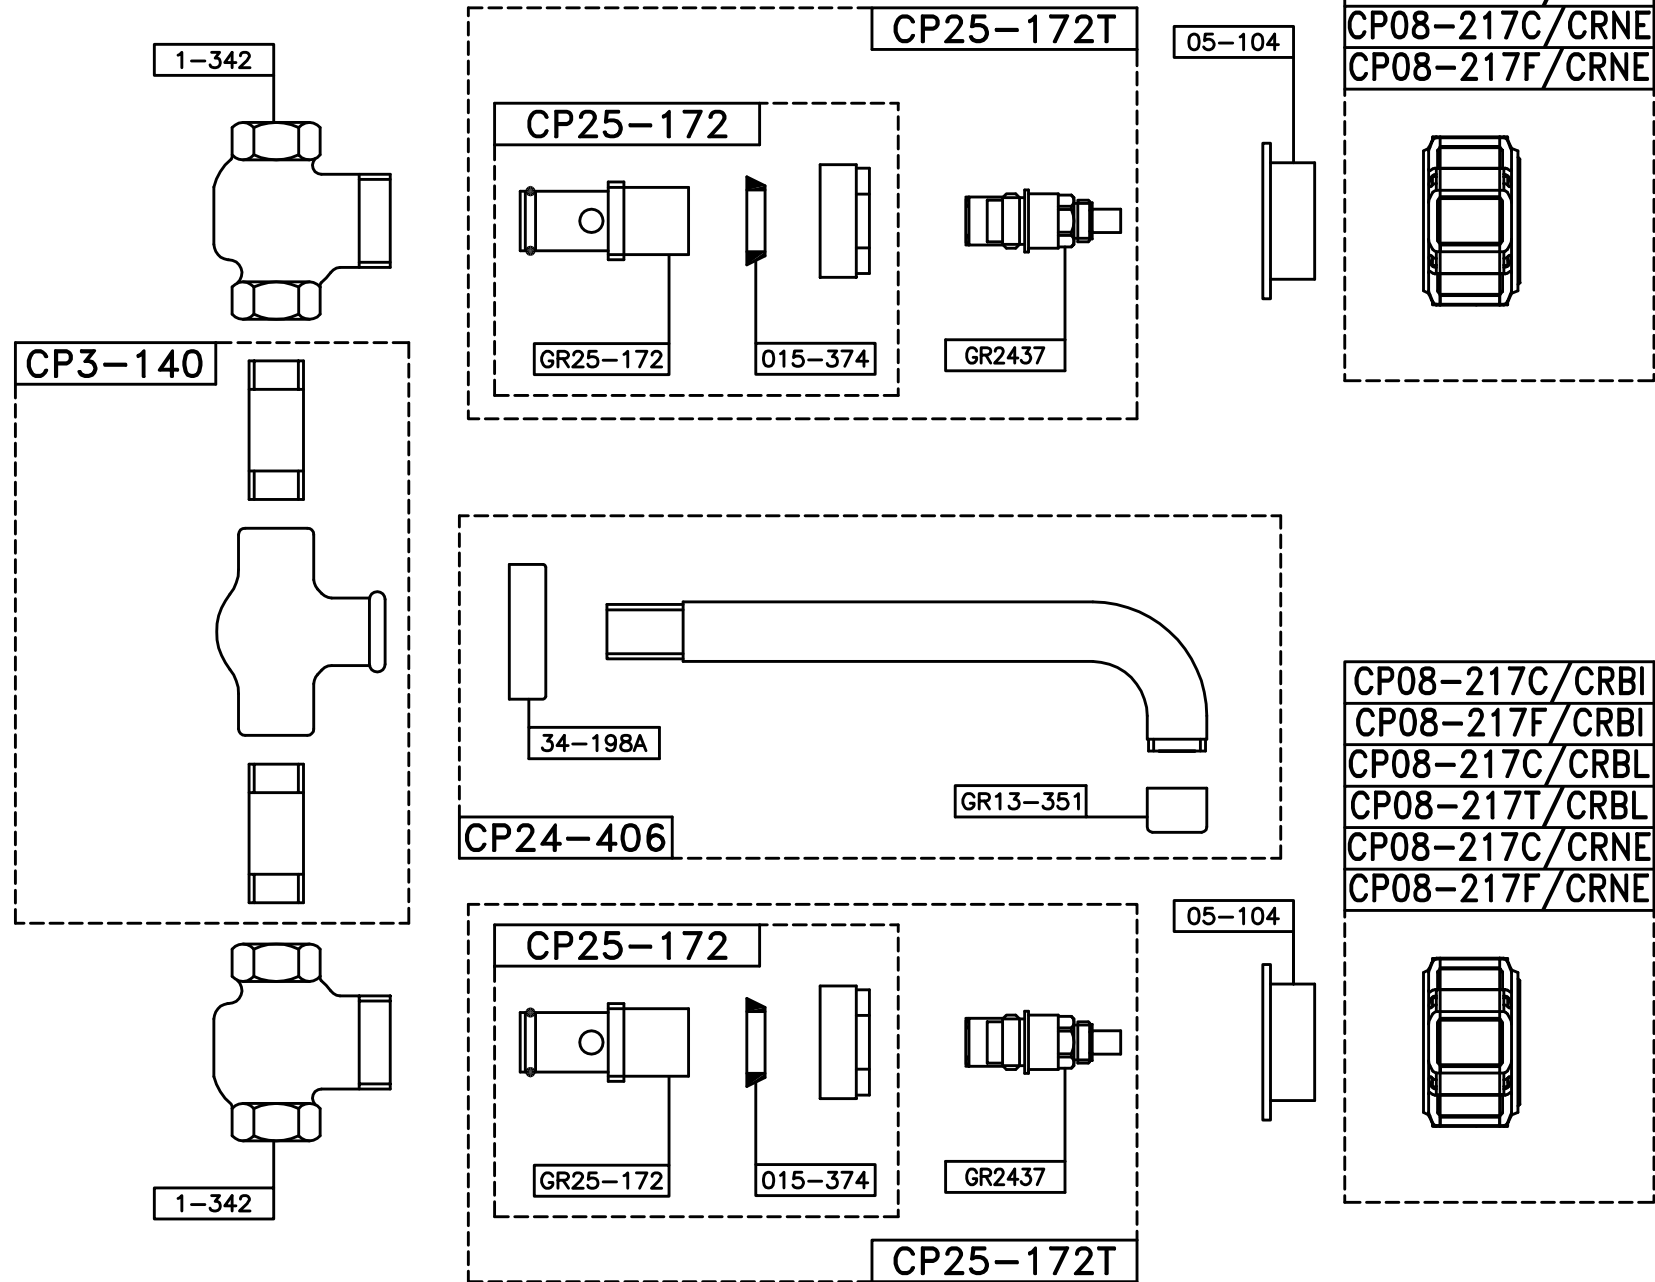 CP25-172T
05-104
CP08-217C/CRNE
CP08-217F/CRNE
1-342
CP25-172
GR25-172
015-374
GR2437
CP3-140
34-198A
GR13-351
CP24-406
CP08-217C/CRBI
CP08-217F/CRBI
CP08-217C/CRBL
CP08-217T/CRBL
CP08-217C/CRNE
CP08-217F/CRNE
05-104
CP25-172
GR25-172
015-374
GR2437
1-342
CP25-172T